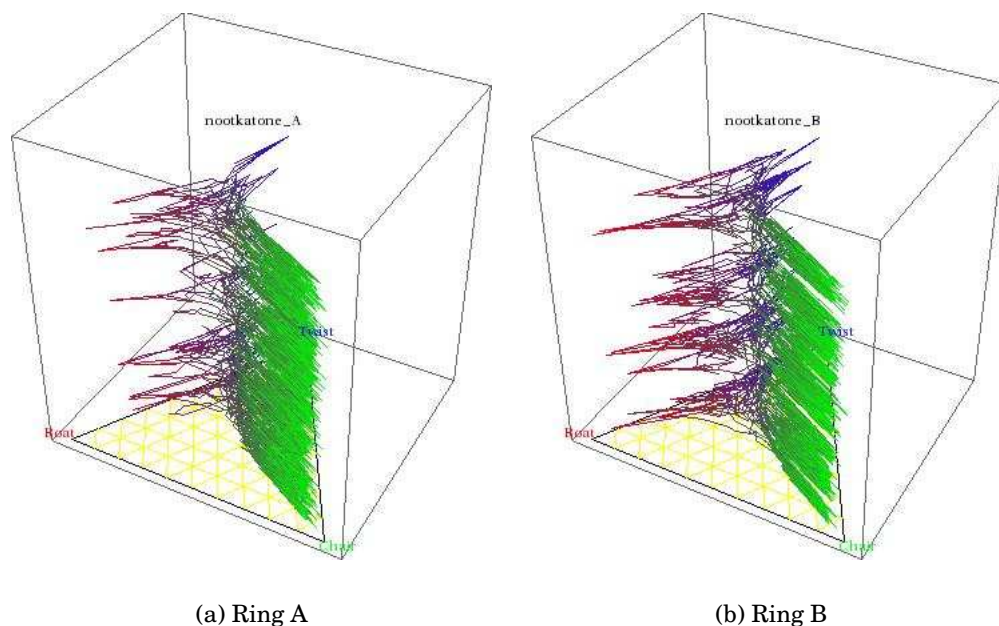 nootkatone_A
Twist
Boat
Chair
(a) Ring A
nootkatone_B
Twist
Boat
Chair
(b) Ring B